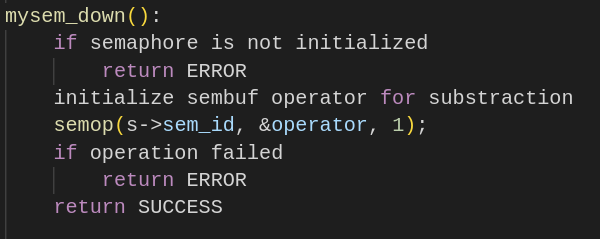 mysem_down():
    if semaphore is not initialized
        return ERROR
    initialize sembuf operator for substraction
    semop(s->sem_id, &operator, 1);
    if operation failed
        return ERROR
    return SUCCESS